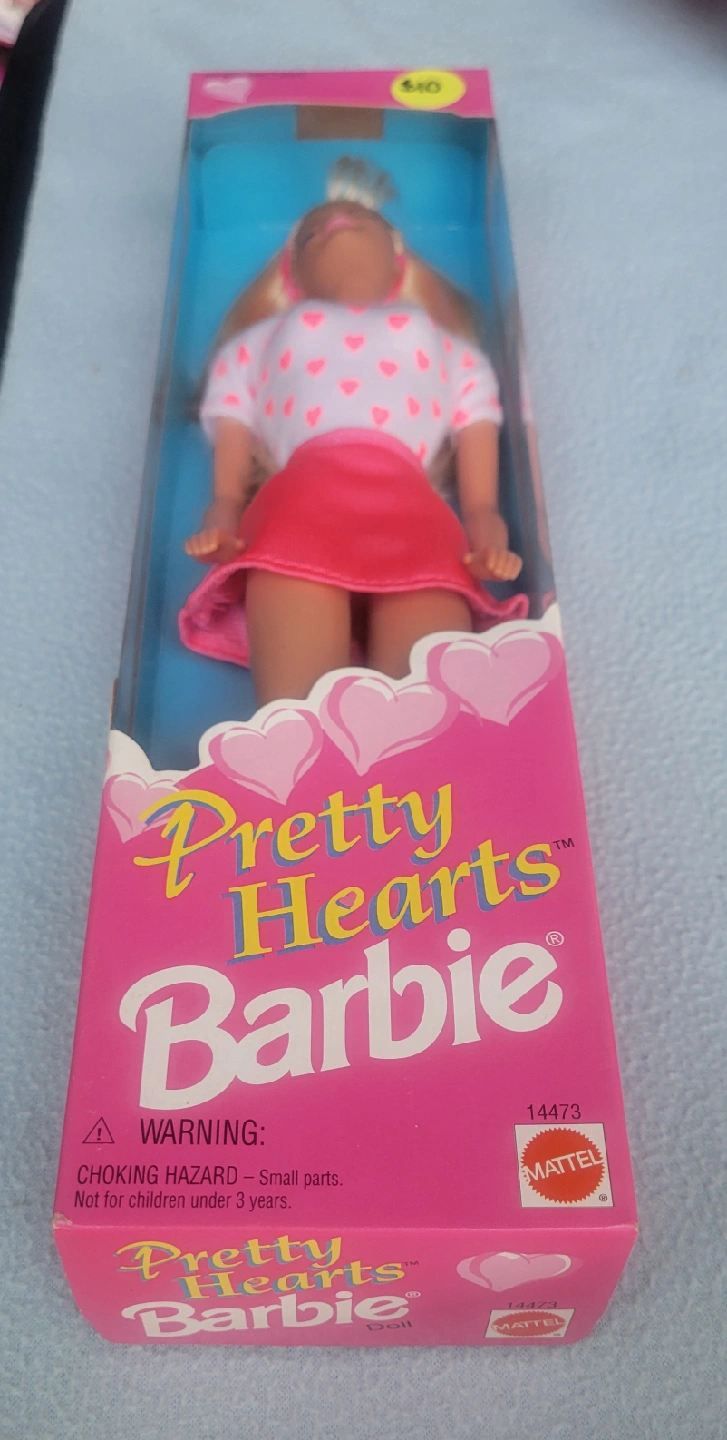 $10
Pretty
Hearts™
Barbie®
⚠ WARNING:
CHOKING HAZARD – Small parts.
Not for children under 3 years.
14473
MATTEL
®
Pretty
Hearts™
Barbie®
Doll
14473
MATTEL